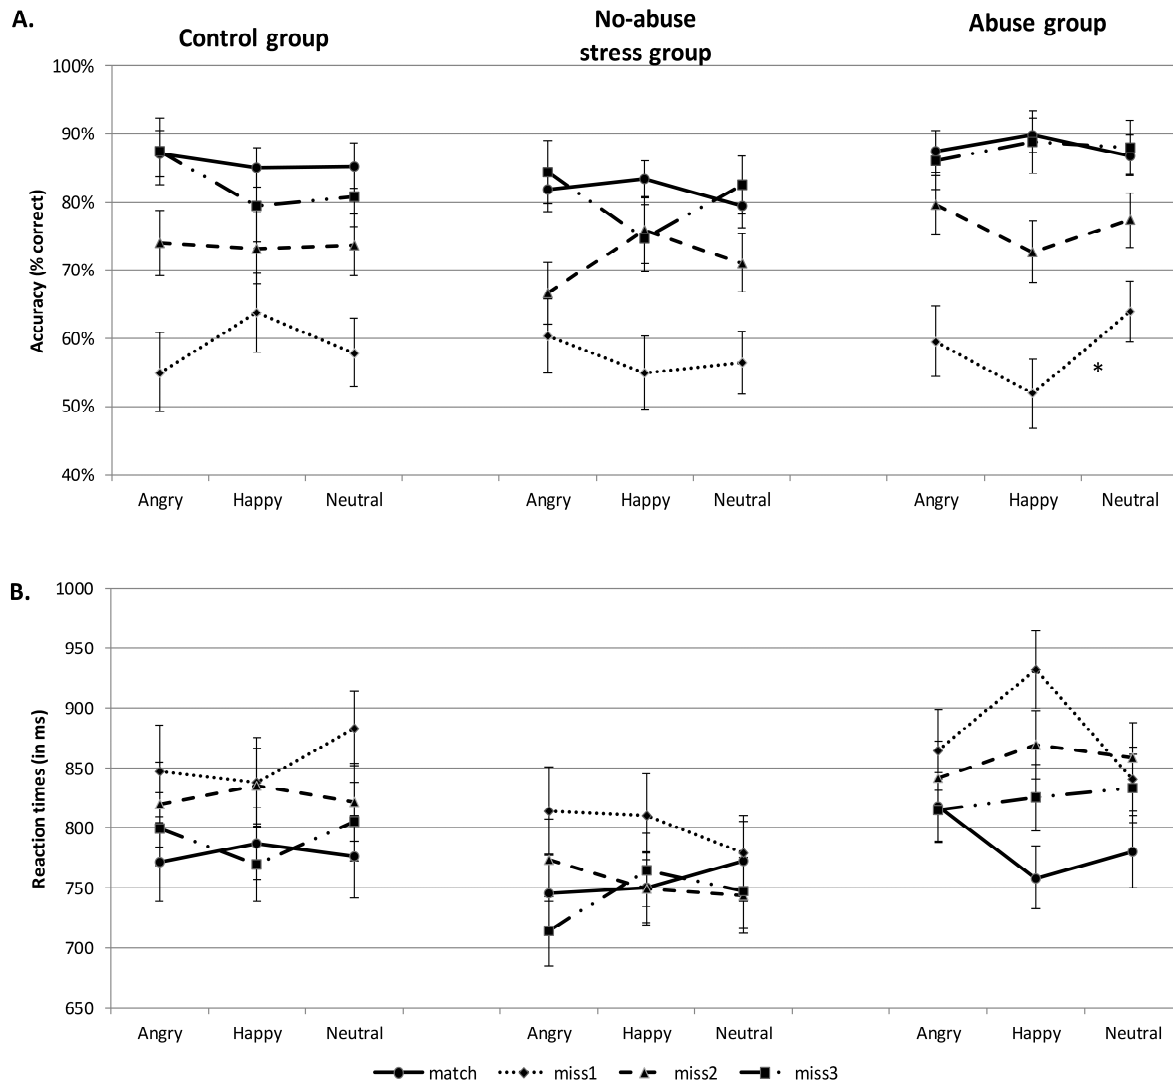 A.
Control group
No-abuse
stress group
Abuse group
Accuracy (% correct)
100%
90%
80%
70%
60%
50%
40%
*
Angry Happy Neutral Angry Happy Neutral Angry Happy Neutral
B.
Reaction times (in ms)
1000
950
900
850
800
750
700
650
Angry Happy Neutral Angry Happy Neutral Angry Happy Neutral
match miss1 miss2 miss3